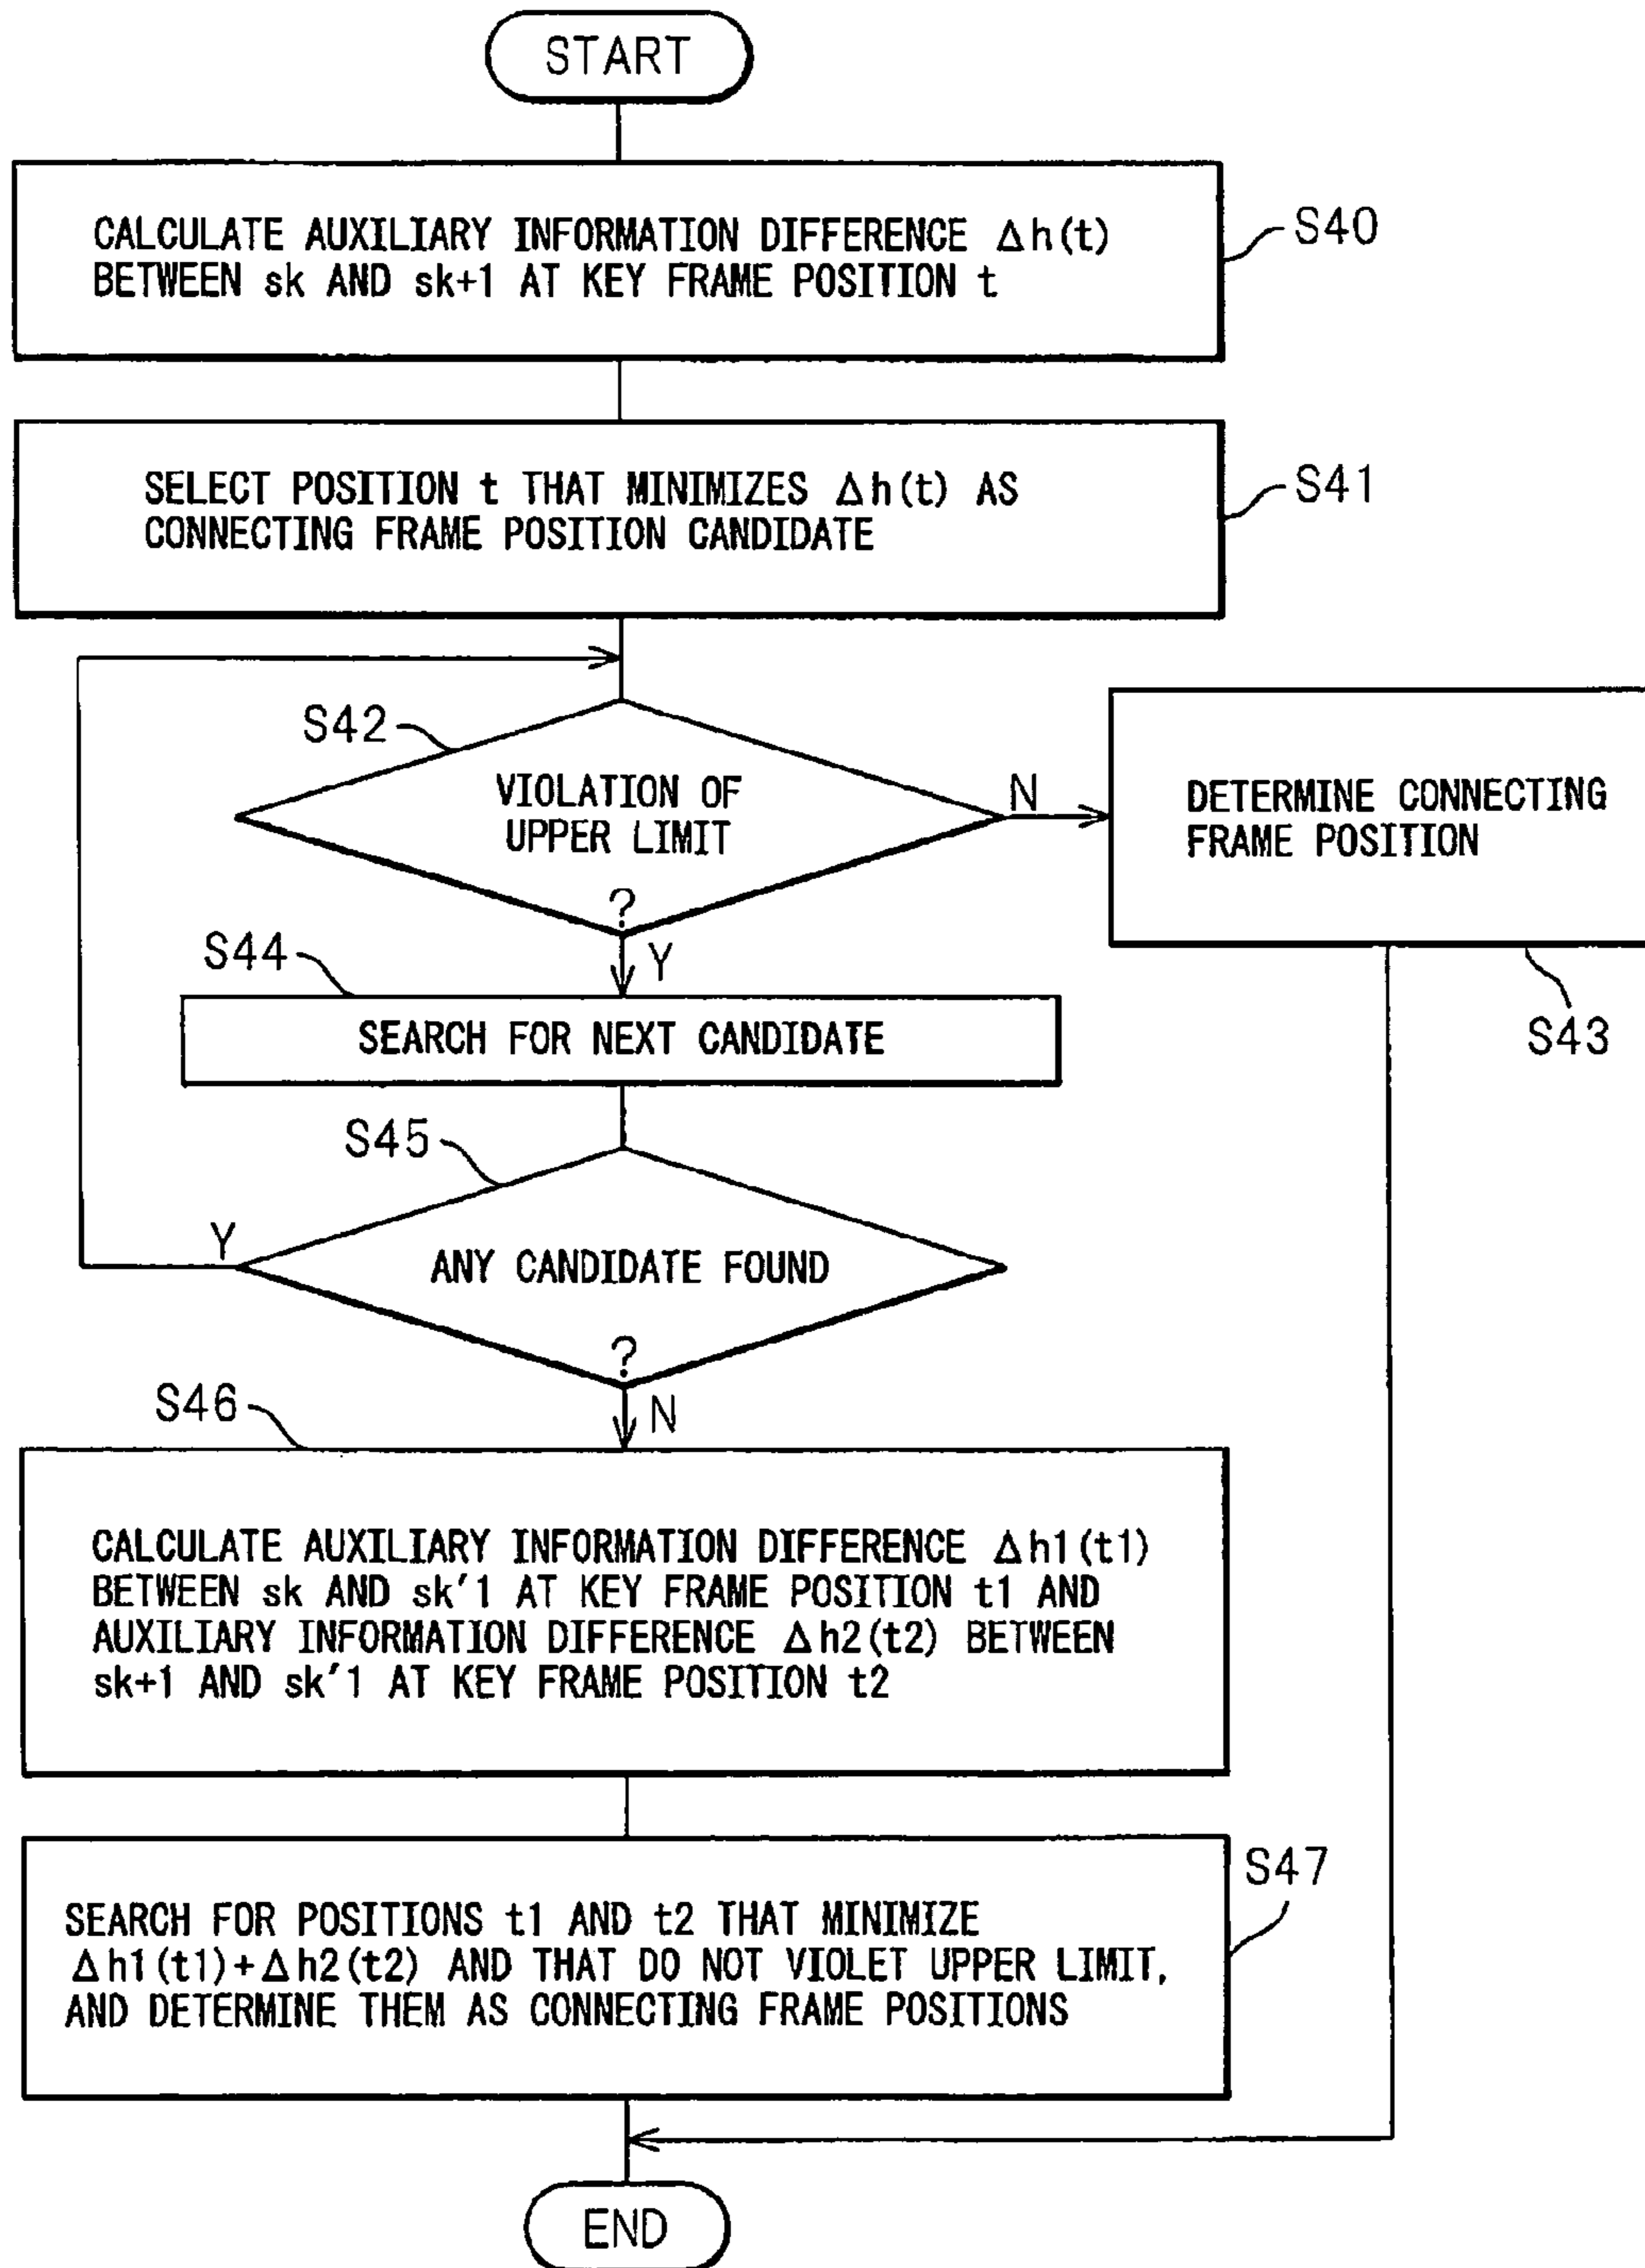 START
CALCULATE AUXILIARY INFORMATION DIFFERENCE Δh(t)
BETWEEN sk AND sk+1 AT KEY FRAME POSITION t
S40
SELECT POSITION t THAT MINIMIZES Δh(t) AS
CONNECTING FRAME POSITION CANDIDATE
S41
S42
VIOLATION OF
UPPER LIMIT
?
N
DETERMINE CONNECTING
FRAME POSITION
S43
Y
S44
SEARCH FOR NEXT CANDIDATE
S45
ANY CANDIDATE FOUND
?
Y
N
S46
CALCULATE AUXILIARY INFORMATION DIFFERENCE Δh1(t1)
BETWEEN sk AND sk'1 AT KEY FRAME POSITION t1 AND
AUXILIARY INFORMATION DIFFERENCE Δh2(t2) BETWEEN
sk+1 AND sk'1 AT KEY FRAME POSITION t2
S47
SEARCH FOR POSITIONS t1 AND t2 THAT MINIMIZE
Δh1(t1)+Δh2(t2) AND THAT DO NOT VIOLET UPPER LIMIT,
AND DETERMINE THEM AS CONNECTING FRAME POSITIONS
END